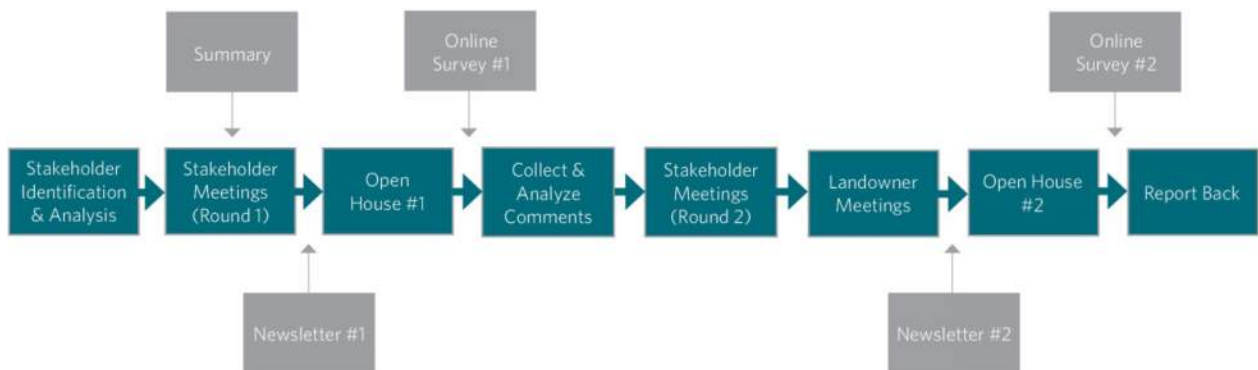 Summary
Online
Survey #1
Online
Survey #2
Stakeholder
Identification
& Analysis
Stakeholder
Meetings
(Round 1)
Open
House #1
Collect &
Analyze
Comments
Stakeholder
Meetings
(Round 2)
Landowner
Meetings
Open House
#2
Report Back
Newsletter #1
Newsletter #2